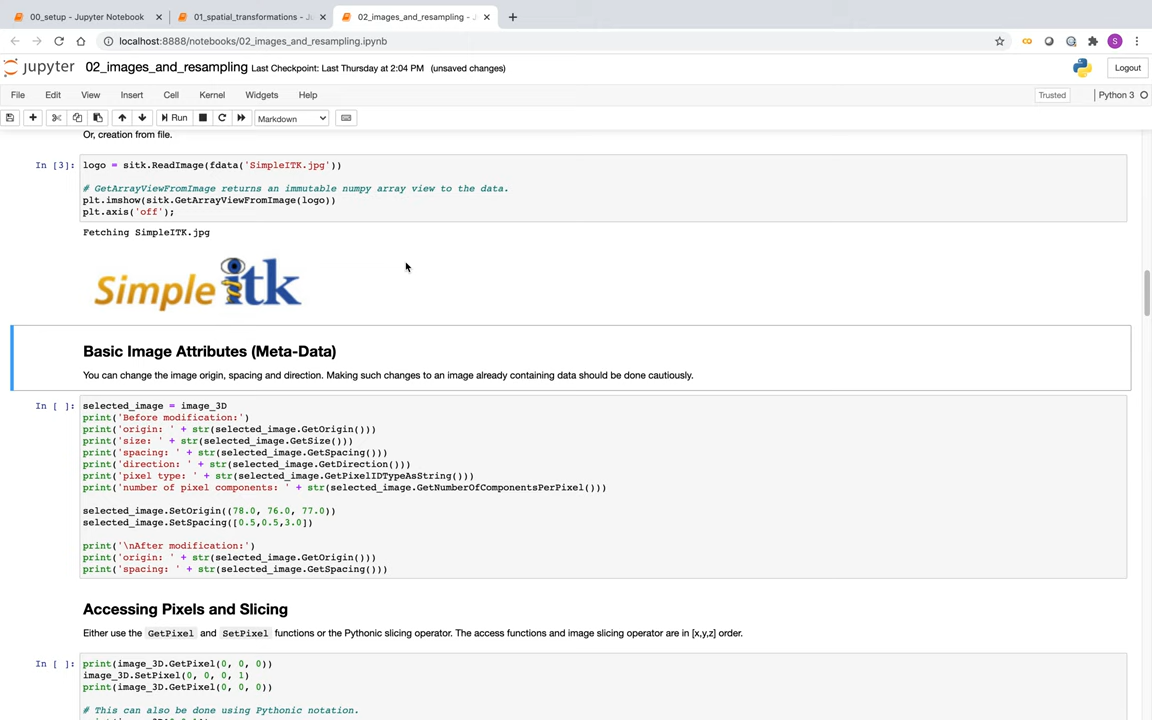 00_setup - Jupyter Notebook
01_spatial_transformations - Ju
02_images_and_resampling - J
localhost:8888/notebooks/02_images_and_resampling.ipynb
S
jupyter 02_images_and_resampling Last Checkpoint: Last Thursday at 2:04 PM (unsaved changes)
Logout
File Edit View Insert Cell Kernel Widgets Help
Trusted
Python 3
Run
Markdown
Or, creation from file.
In [3]: logo = sitk.ReadImage(fdata('SimpleITK.jpg'))
# GetArrayViewFromImage returns an immutable numpy array view to the data.
plt.imshow(sitk.GetArrayViewFromImage(logo))
plt.axis('off');
Fetching SimpleITK.jpg
Simple itk
Basic Image Attributes (Meta-Data)
You can change the image origin, spacing and direction. Making such changes to an image already containing data should be done cautiously.
In [ ]: selected_image = image_3D
print('Before modification:')
print('origin: ' + str(selected_image.GetOrigin()))
print('size: ' + str(selected_image.GetSize()))
print('spacing: ' + str(selected_image.GetSpacing()))
print('direction: ' + str(selected_image.GetDirection()))
print('pixel type: ' + str(selected_image.GetPixelIDTypeAsString()))
print('number of pixel components: ' + str(selected_image.GetNumberOfComponentsPerPixel()))
selected_image.SetOrigin((78.0, 76.0, 77.0))
selected_image.SetSpacing([0.5,0.5,3.0])
print('\nAfter modification:')
print('origin: ' + str(selected_image.GetOrigin()))
print('spacing: ' + str(selected_image.GetSpacing()))
Accessing Pixels and Slicing
Either use the GetPixel and SetPixel functions or the Pythonic slicing operator. The access functions and image slicing operator are in [x,y,z] order.
In [ ]: print(image_3D.GetPixel(0, 0, 0))
image_3D.SetPixel(0, 0, 0, 1)
print(image_3D.GetPixel(0, 0, 0))
# This can also be done using Pythonic notation.